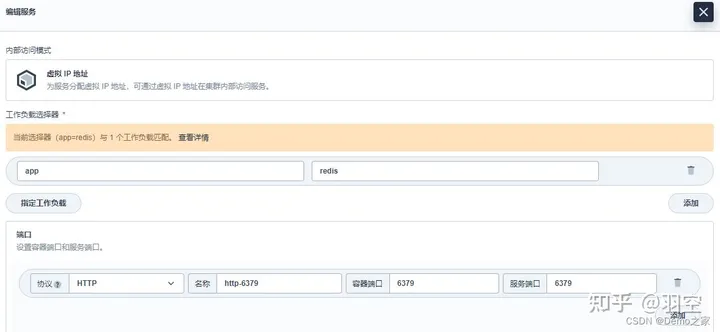 编辑服务
内部访问模式
虚拟 IP 地址
为服务分配虚拟 IP 地址，可通过虚拟 IP 地址在集群内部访问服务。
工作负载选择器 *
当前选择器（app=redis）与 1 个工作负载匹配。 查看详情
app redis
指定工作负载 添加
端口
设置容器端口和服务端口。
协议 ? HTTP 名称 http-6379 容器端口 6379 服务端口 6379
添加
知乎 @羽空
CSDN @Demo之家